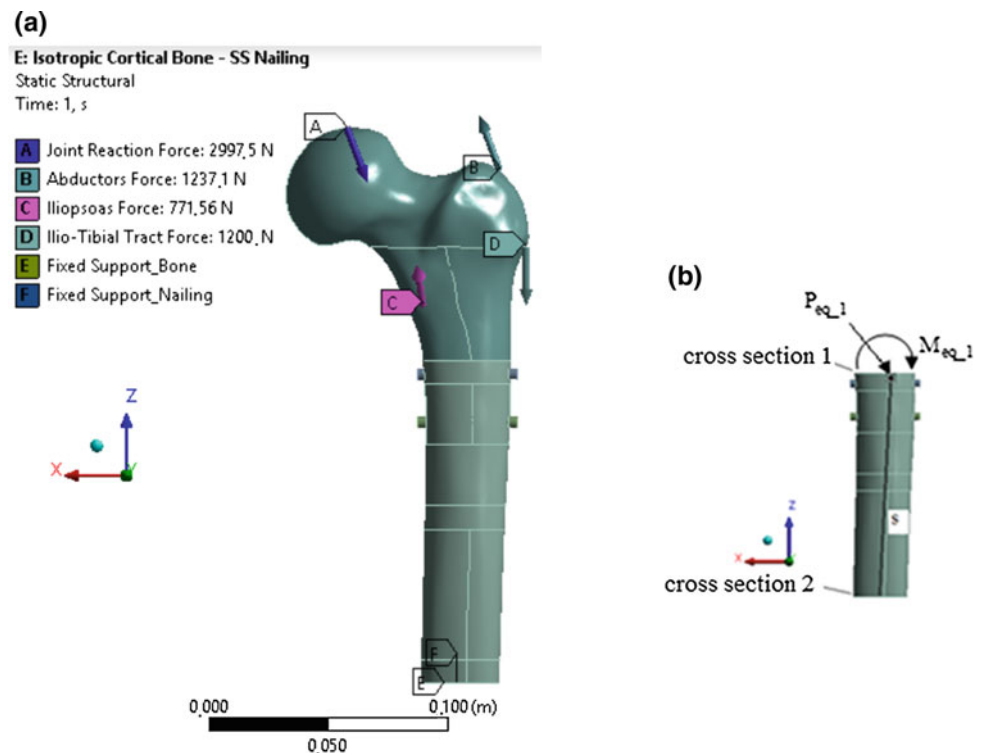 (a)
E: Isotropic Cortical Bone - SS Nailing
Static Structural
Time: 1, s
A Joint Reaction Force: 2997,5 N
B Abductors Force: 1237,1 N
C Iliopsoas Force: 771,56 N
D Ilio-Tibial Tract Force: 1200, N
E Fixed Support_Bone
F Fixed Support_Nailing
A
B
D
C
Z
X
Y
F
E
0,000
0,100 (m)
0,050
(b)
P_eq_1
M_eq_1
cross section 1
s
z
x
cross section 2